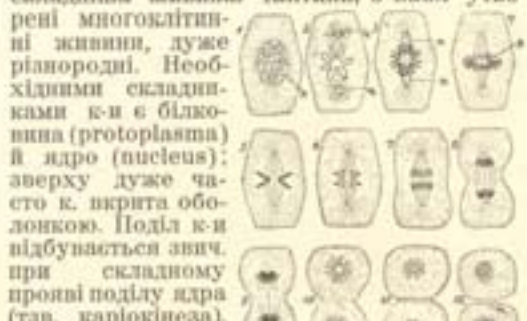 рені многоклітин-
ні живини, дуже
різнородні. Необ-
хідними складни-
ками к-и є білко-
вина (protoplasma)
й ядро (nucleus);
зверху дуже ча-
сто к. вкрита обо-
лонкою. Поділ к-и
відбувається звич.
при складному
прояві поділу ядра
(тзв. каріокінеза).